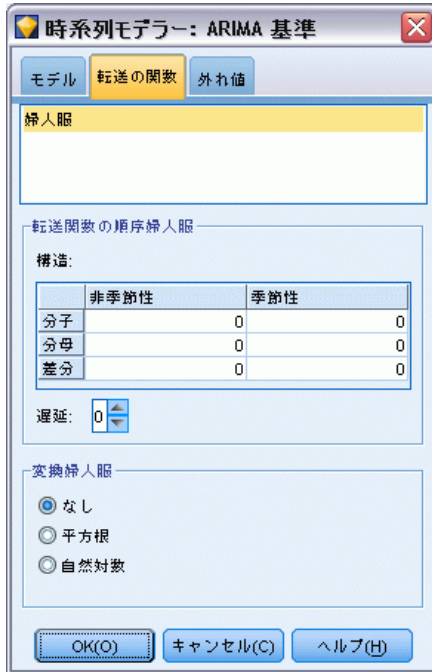 時系列モデラー: ARIMA 基準
モデル 転送の関数 外れ値
婦人服
転送関数の順序婦人服
構造:
非季節性 季節性
分子 0 0
分母 0 0
差分 0 0
遅延: 0
変換婦人服
なし
平方根
自然対数
OK(O) キャンセル(C) ヘルプ(H)